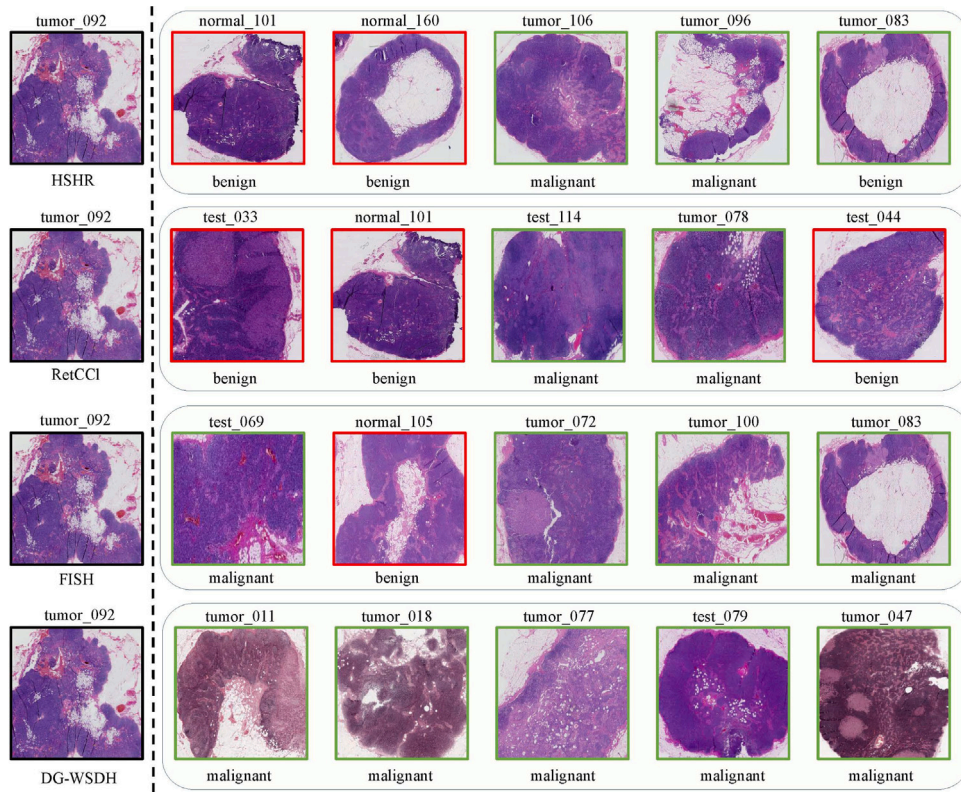 tumor_092 normal_101 normal_160 tumor_106 tumor_096 tumor_083
HSHR benign benign malignant malignant benign
tumor_092 test_033 normal_101 test_114 tumor_078 test_044
RetCCl benign benign malignant malignant benign
tumor_092 test_069 normal_105 tumor_072 tumor_100 tumor_083
FISH malignant benign malignant malignant malignant
tumor_092 tumor_011 tumor_018 tumor_077 test_079 tumor_047
DG-WSDH malignant malignant malignant malignant malignant